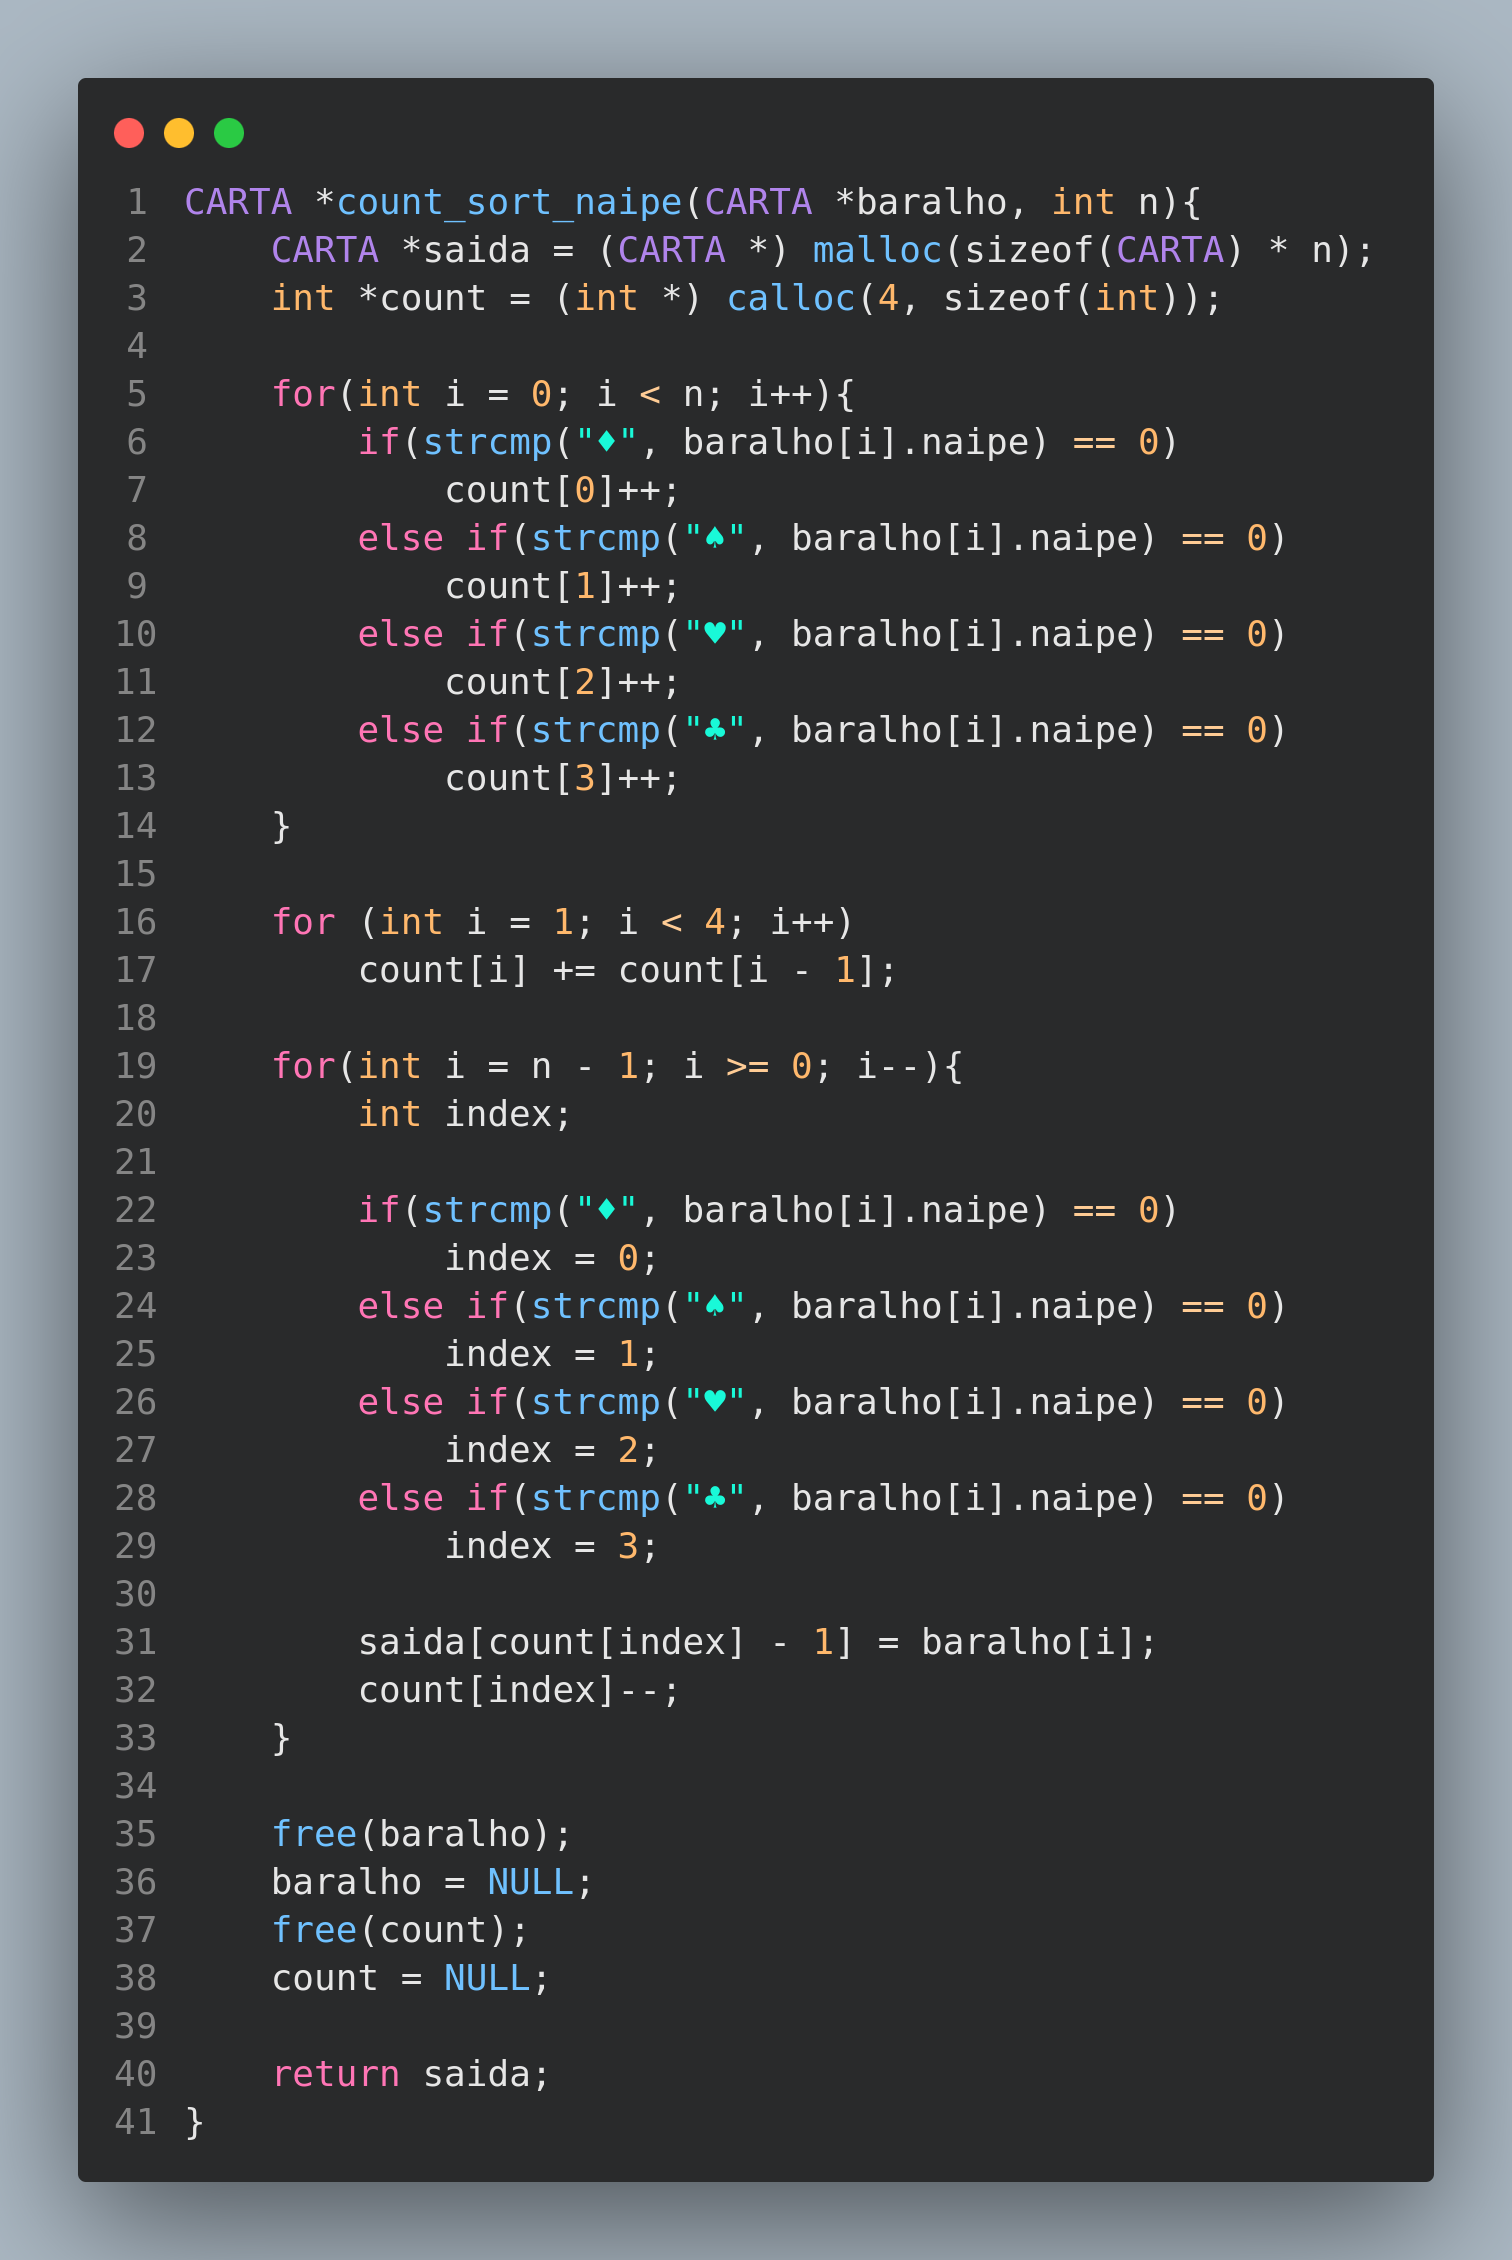 1 CARTA *count_sort_naipe(CARTA *baralho, int n){
2     CARTA *saida = (CARTA *) malloc(sizeof(CARTA) * n);
3     int *count = (int *) calloc(4, sizeof(int));
4
5     for(int i = 0; i < n; i++){
6         if(strcmp("♦", baralho[i].naipe) == 0)
7             count[0]++;
8         else if(strcmp("♠", baralho[i].naipe) == 0)
9             count[1]++;
10         else if(strcmp("♥", baralho[i].naipe) == 0)
11             count[2]++;
12         else if(strcmp("♣", baralho[i].naipe) == 0)
13             count[3]++;
14     }
15
16     for (int i = 1; i < 4; i++)
17         count[i] += count[i - 1];
18
19     for(int i = n - 1; i >= 0; i--){
20         int index;
21
22         if(strcmp("♦", baralho[i].naipe) == 0)
23             index = 0;
24         else if(strcmp("♠", baralho[i].naipe) == 0)
25             index = 1;
26         else if(strcmp("♥", baralho[i].naipe) == 0)
27             index = 2;
28         else if(strcmp("♣", baralho[i].naipe) == 0)
29             index = 3;
30
31         saida[count[index] - 1] = baralho[i];
32         count[index]--;
33     }
34
35     free(baralho);
36     baralho = NULL;
37     free(count);
38     count = NULL;
39
40     return saida;
41 }